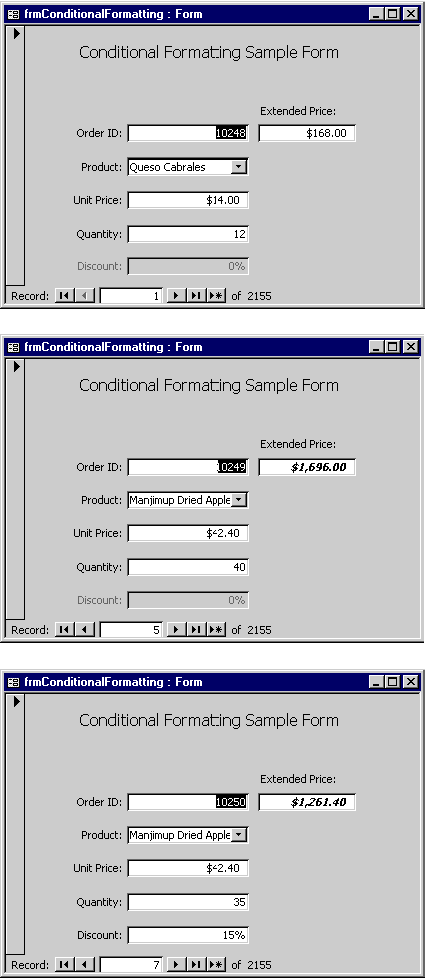 frmConditionalFormatting : Form
Conditional Formatting Sample Form
Extended Price:
Order ID: 10248 $168.00
Product: Queso Cabrales
Unit Price: $14.00
Quantity: 12
Discount: 0%
Record: 1 of 2155
frmConditionalFormatting : Form
Conditional Formatting Sample Form
Extended Price:
Order ID: 10249 $1,696.00
Product: Manjimup Dried Apple
Unit Price: $42.40
Quantity: 40
Discount: 0%
Record: 5 of 2155
frmConditionalFormatting : Form
Conditional Formatting Sample Form
Extended Price:
Order ID: 10250 $1,261.40
Product: Manjimup Dried Apple
Unit Price: $42.40
Quantity: 35
Discount: 15%
Record: 7 of 2155